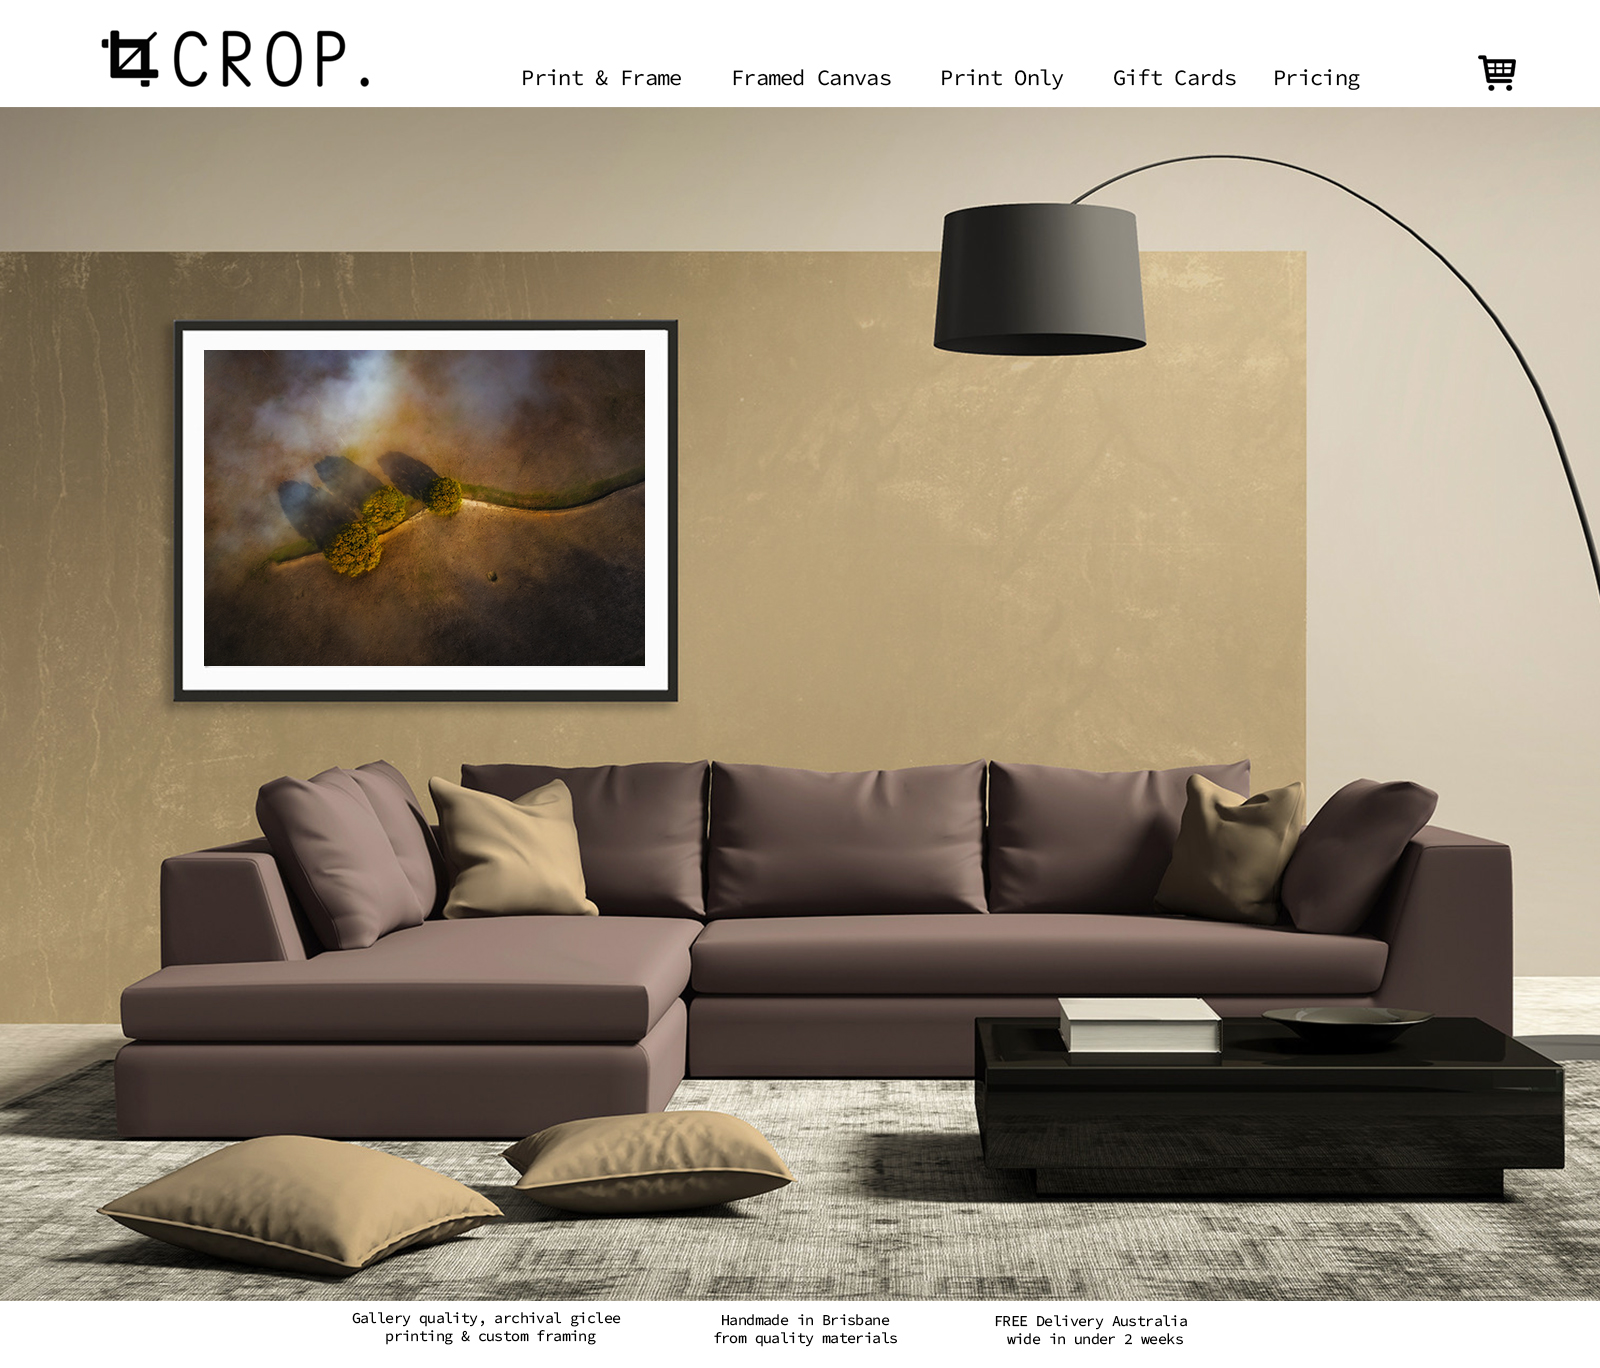 CROP.
Print & Frame
Framed Canvas
Print Only
Gift Cards
Pricing
Gallery quality, archival giclee
printing & custom framing
Handmade in Brisbane
from quality materials
FREE Delivery Australia
wide in under 2 weeks